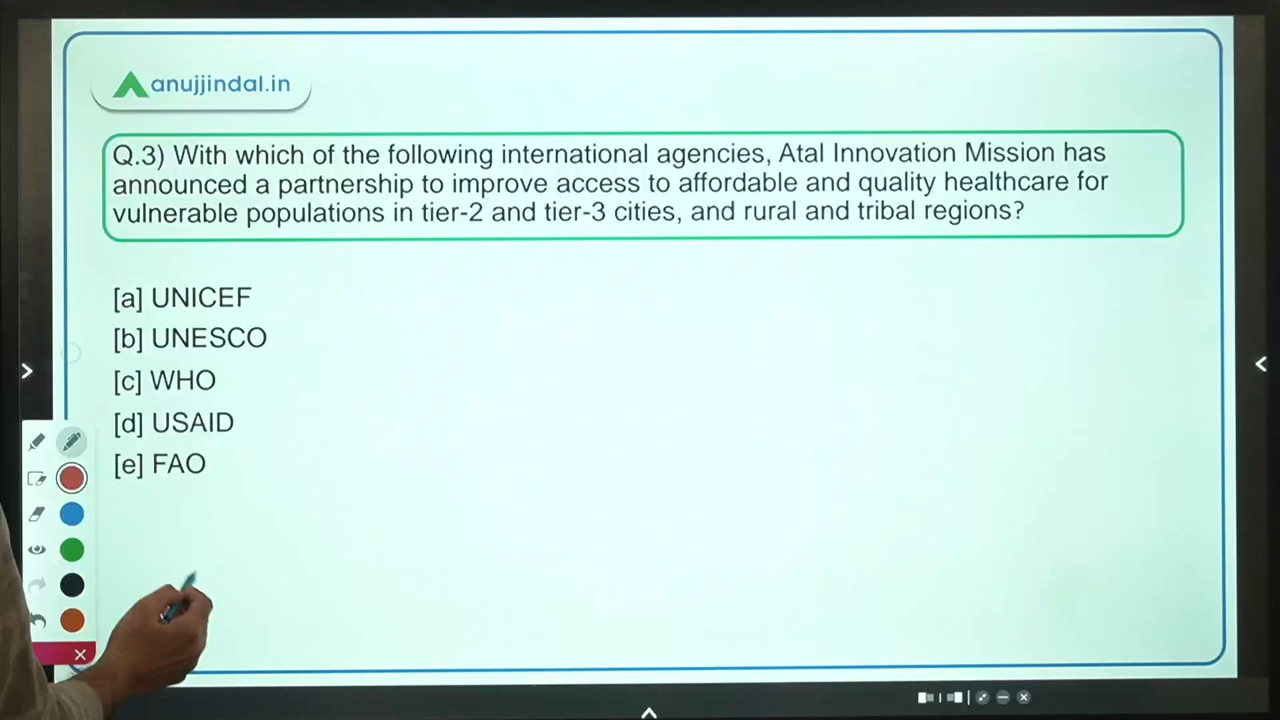 anujjindal.in
Q.3) With which of the following international agencies, Atal Innovation Mission has
announced a partnership to improve access to affordable and quality healthcare for
vulnerable populations in tier-2 and tier-3 cities, and rural and tribal regions?
[a] UNICEF
[b] UNESCO
[c] WHO
[d] USAID
[e] FAO